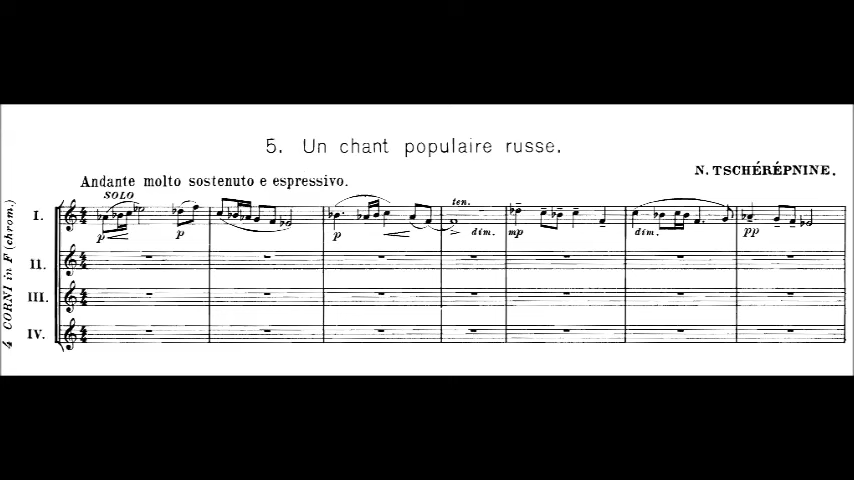 5. Un chant populaire russe.
N. TSCHÉRÉPNINE.
Andante molto sostenuto e espressivo.
SOLO
4 CORNI in F (chrom.)
I.
ten.
p
p
p
dim.
mp
dim.
pp
II.
III.
IV.